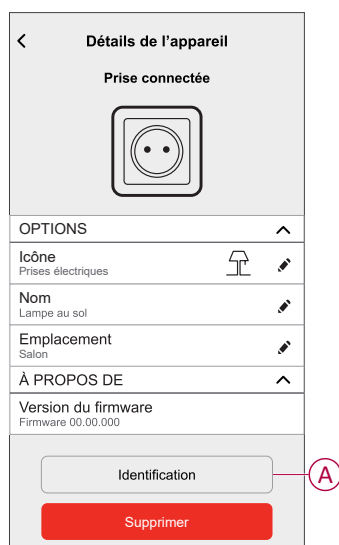 Détails de l'appareil
Prise connectée
OPTIONS
Icône
Prises électriques
Nom
Lampe au sol
Emplacement
Salon
À PROPOS DE
Version du firmware
Firmware 00.00.000
Identification
A
Supprimer